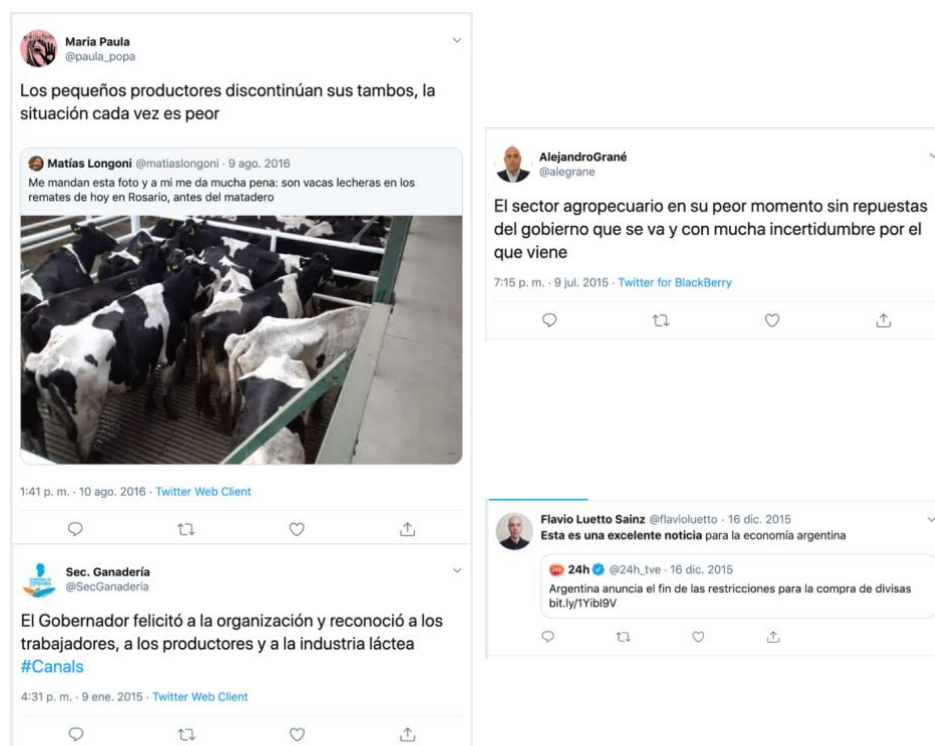 Maria Paula
@paula_popa
Los pequeños productores discontinúan sus tambos, la
situación cada vez es peor
Matías Longoni @matiaslongoni · 9 ago. 2016
Me mandan esta foto y a mi me da mucha pena: son vacas lecheras en los
remates de hoy en Rosario, antes del matadero
1:41 p. m. · 10 ago. 2016 · Twitter Web Client
Sec. Ganadería
@SecGanaderia
El Gobernador felicitó a la organización y reconoció a los
trabajadores, a los productores y a la industria láctea
#Canals
4:31 p. m. · 9 ene. 2015 · Twitter Web Client
AlejandroGrané
@alegrane
El sector agropecuario en su peor momento sin repuestas
del gobierno que se va y con mucha incertidumbre por el
que viene
7:15 p. m. · 9 jul. 2015 · Twitter for BlackBerry
Flavio Luetto Sainz @flavioluetto · 16 dic. 2015
Esta es una excelente noticia para la economía argentina
24h @24h_tve · 16 dic. 2015
Argentina anuncia el fin de las restricciones para la compra de divisas
bit.ly/1Yibl9V